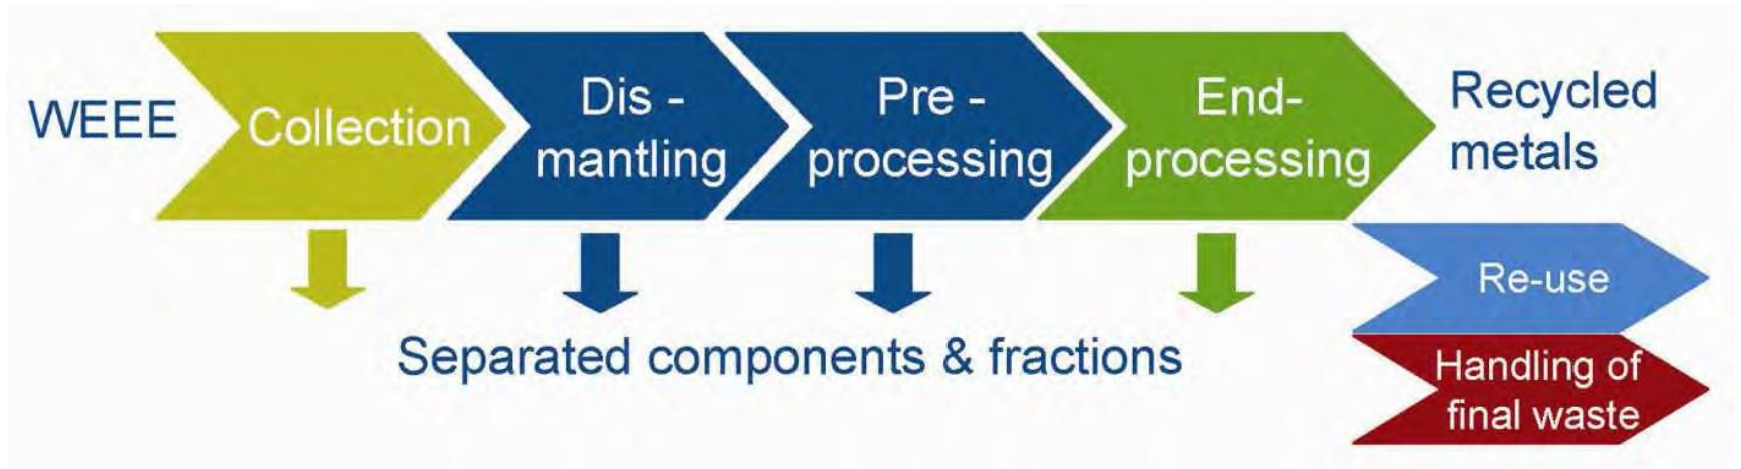 WEEE
Collection
Dis -
mantling
Pre -
processing
End-
processing
Recycled
metals
Re-use
Separated components & fractions
Handling of
final waste